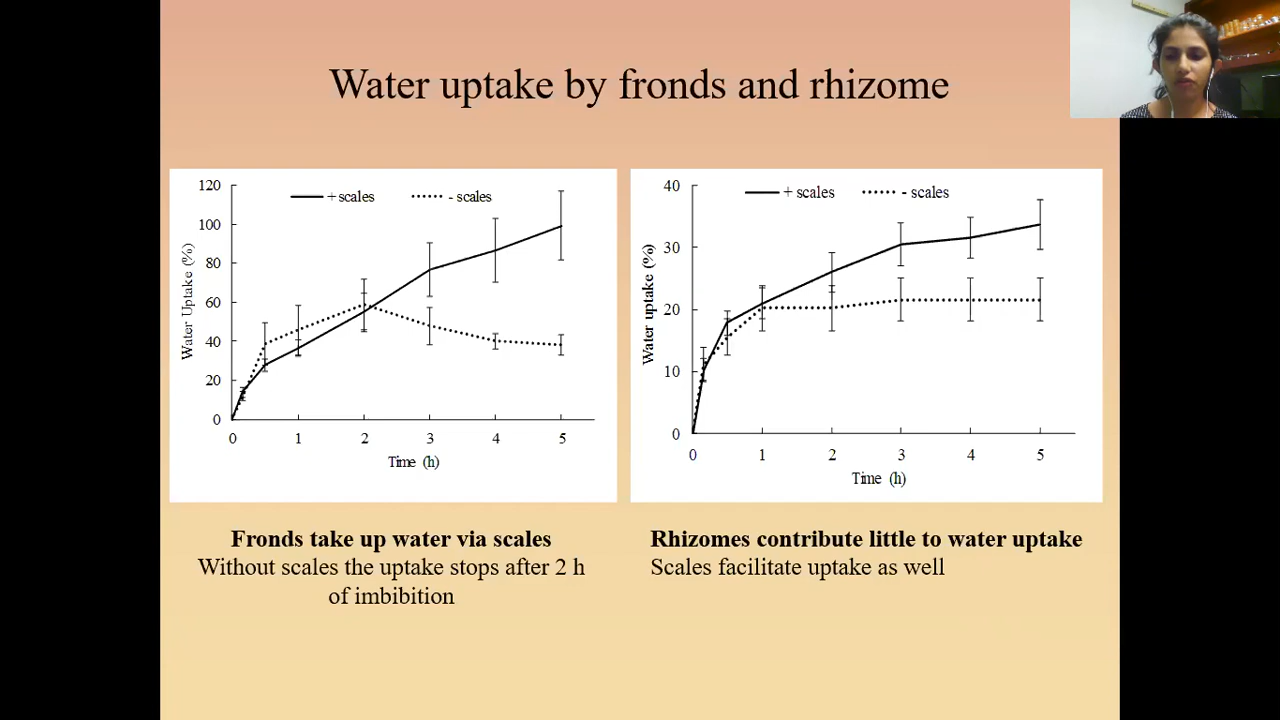 Water uptake by fronds and rhizome
120
100
80
60
40
20
0
Water Uptake (%)
+ scales
- scales
0 1 2 3 4 5
Time (h)
40
30
20
10
0
Water uptake (%)
+ scales
- scales
0 1 2 3 4 5
Time (h)
Fronds take up water via scales
Without scales the uptake stops after 2 h
of imbibition
Rhizomes contribute little to water uptake
Scales facilitate uptake as well